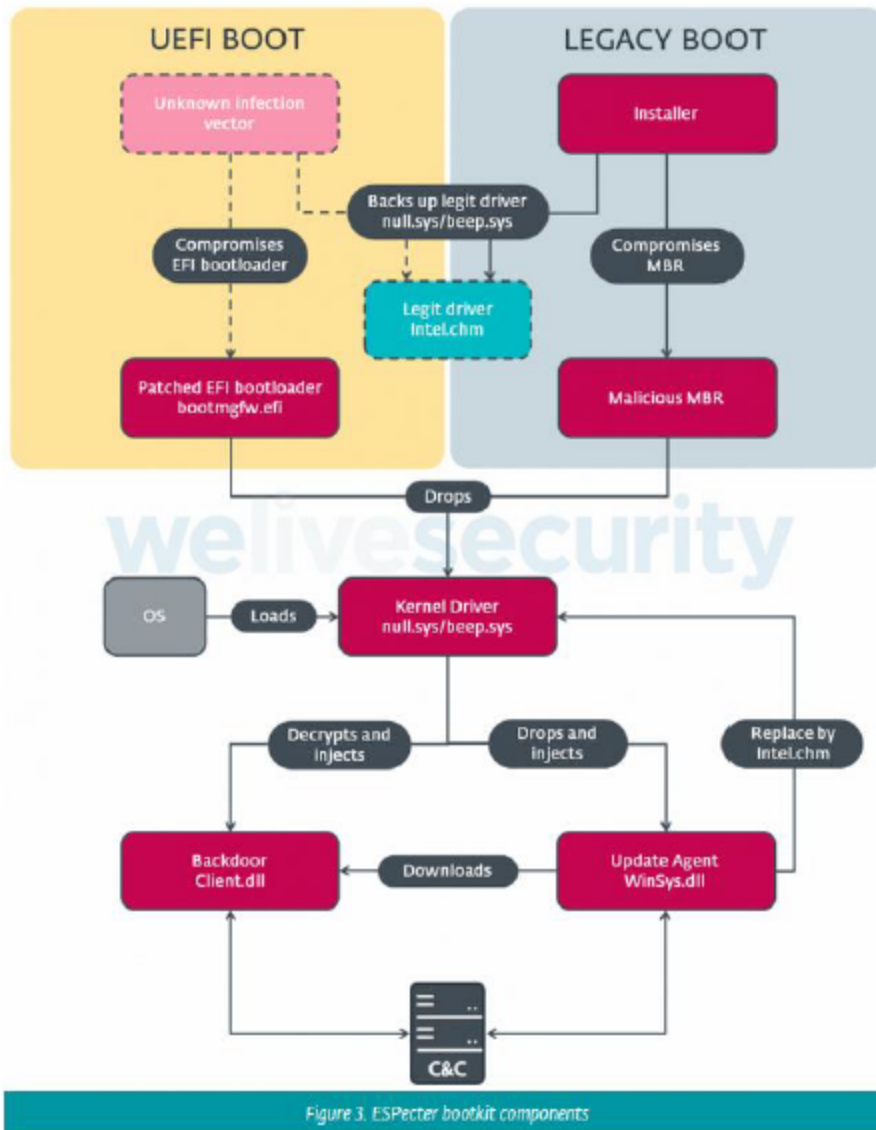 UEFI BOOT
LEGACY BOOT
Unknown infection
vector
Installer
Backs up legit driver
null.sys/beep.sys
Compromises
EFI bootloader
Compromises
MBR
Legit driver
Intel.chm
Patched EFI bootloader
bootmgfw.efi
Malicious MBR
Drops
welivesecurity
OS
Loads
Kernel Driver
null.sys/beep.sys
Decrypts and
injects
Drops and
injects
Replace by
Intel.chm
Backdoor
Client.dll
Downloads
Update Agent
WinSys.dll
C&C
Figure 3. ESPecter bootkit components